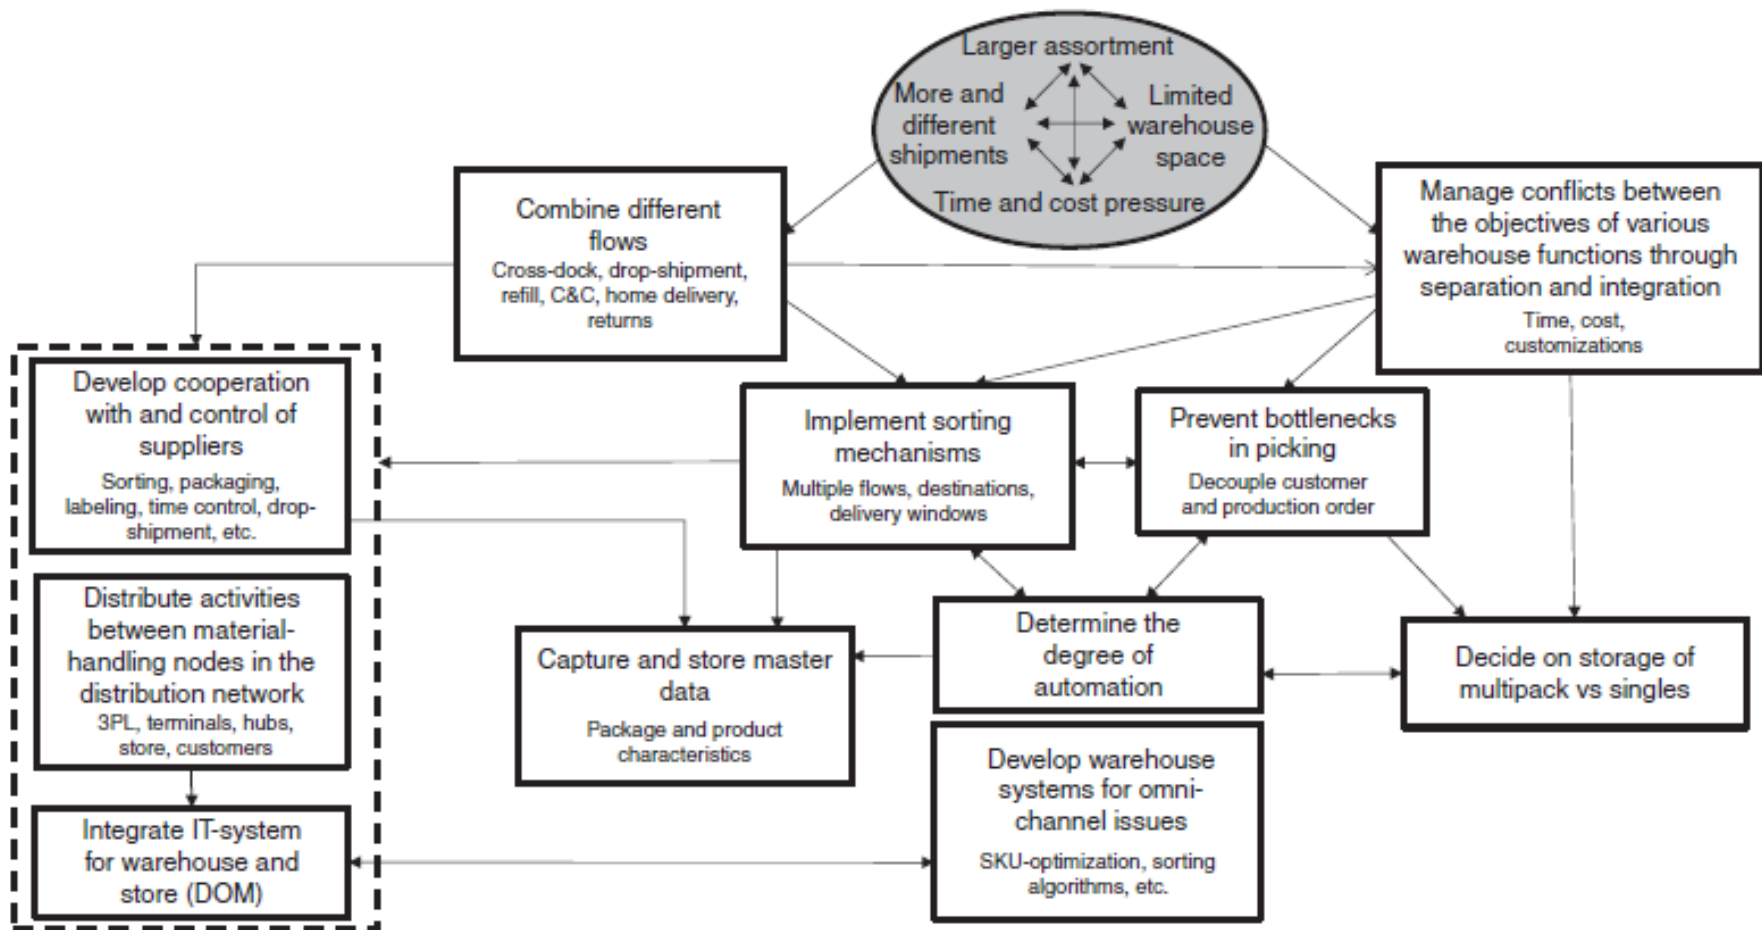 Larger assortment
More and
different
shipments
Limited
warehouse
space
Time and cost pressure
Combine different
flows
Cross-dock, drop-shipment,
refill, C&C, home delivery,
returns
Manage conflicts between
the objectives of various
warehouse functions through
separation and integration
Time, cost,
customizations
Develop cooperation
with and control of
suppliers
Sorting, packaging,
labeling, time control, drop-
shipment, etc.
Implement sorting
mechanisms
Multiple flows, destinations,
delivery windows
Prevent bottlenecks
in picking
Decouple customer
and production order
Distribute activities
between material-
handling nodes in the
distribution network
3PL, terminals, hubs,
store, customers
Capture and store master
data
Package and product
characteristics
Determine the
degree of
automation
Decide on storage of
multipack vs singles
Integrate IT-system
for warehouse and
store (DOM)
Develop warehouse
systems for omni-
channel issues
SKU-optimization, sorting
algorithms, etc.